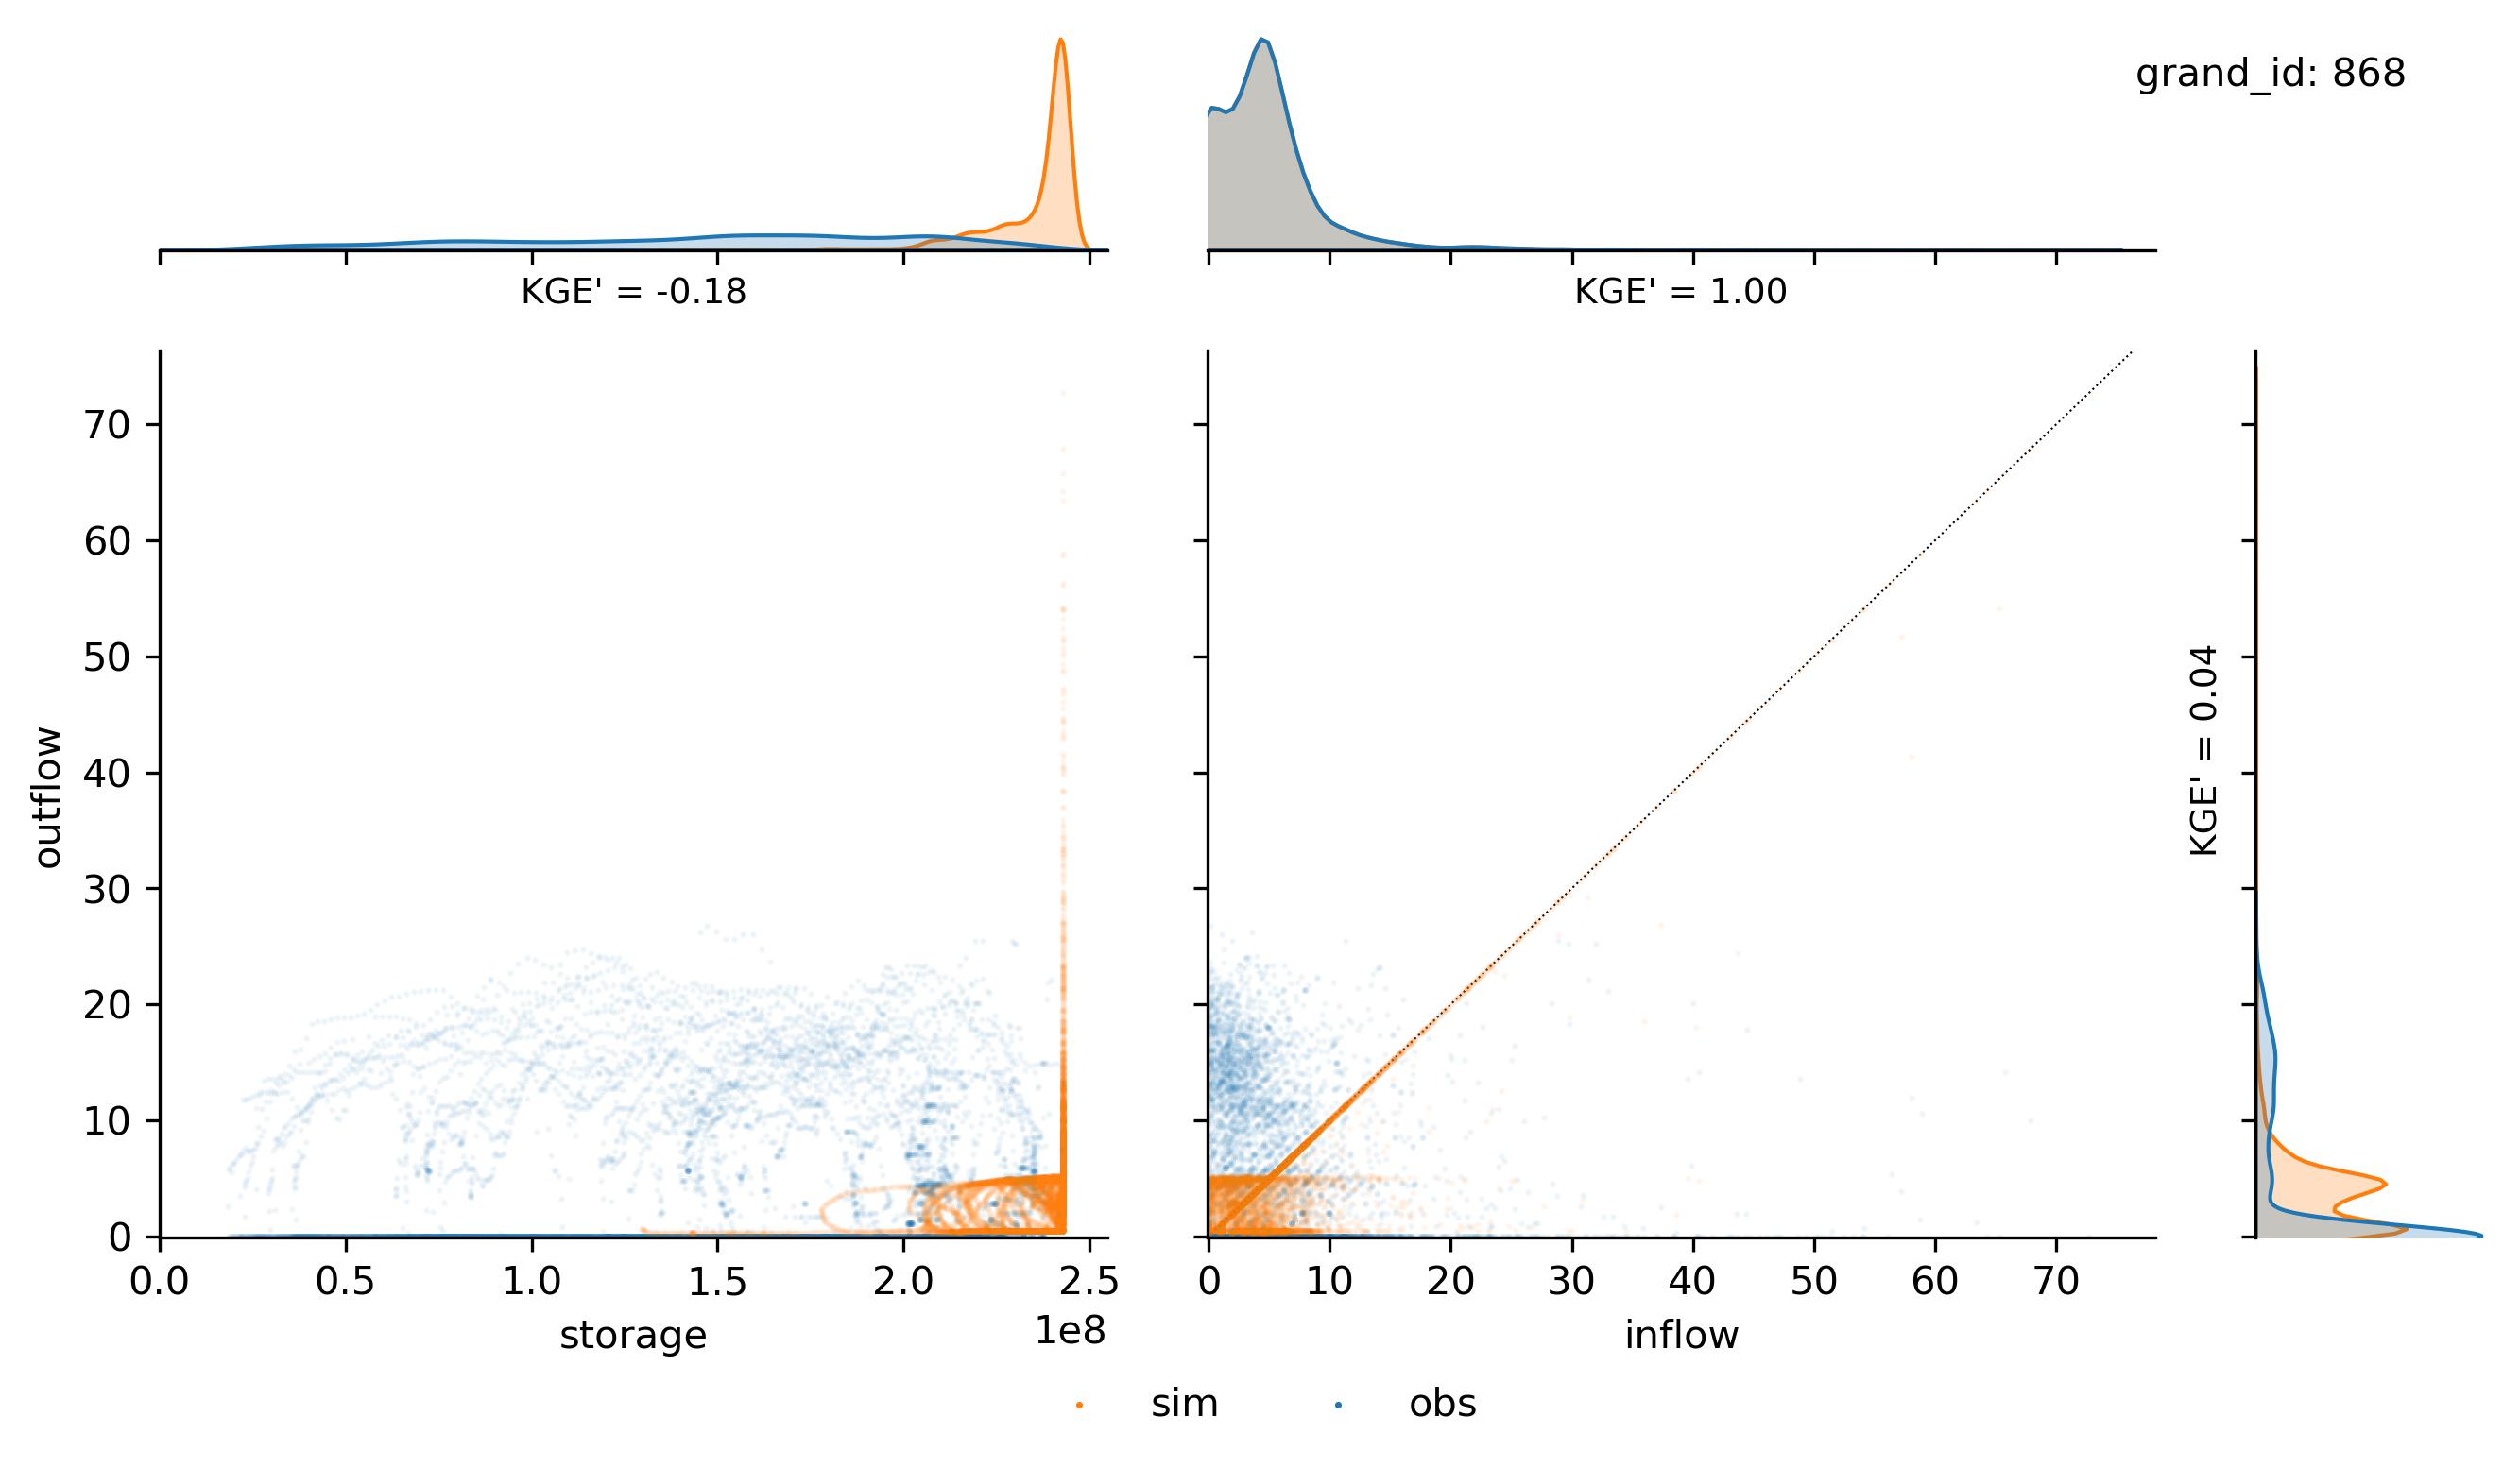 grand_id: 868
KGE' = -0.18
KGE' = 1.00
70
60
50
40
30
20
10
0
outflow
KGE' = 0.04
0.0 0.5 1.0 1.5 2.0 2.5
1e8
storage
0 10 20 30 40 50 60 70
inflow
sim obs